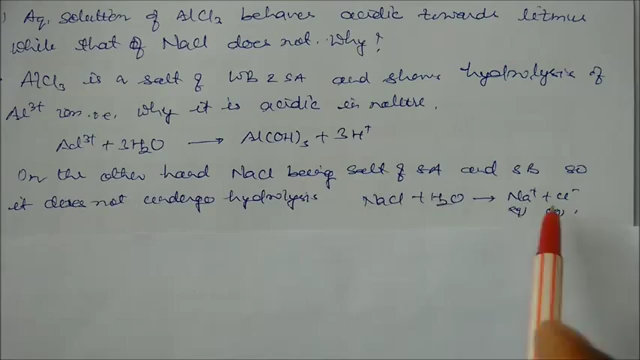 1) Aq. solution of AlCl3 behaves acidic towards litmus
while that of NaCl does not. Why?
AlCl3 is a salt of WB & SA and shows hydrolysis of
Al³⁺ ion i.e. why it is acidic in nature.
Al³⁺ + 3H2O → Al(OH)3 + 3H⁺
On the other hand NaCl being salt of SA and SB so
it does not undergo hydrolysis NaCl + H2O → Na⁺ + Cl⁻
(aq) (aq).